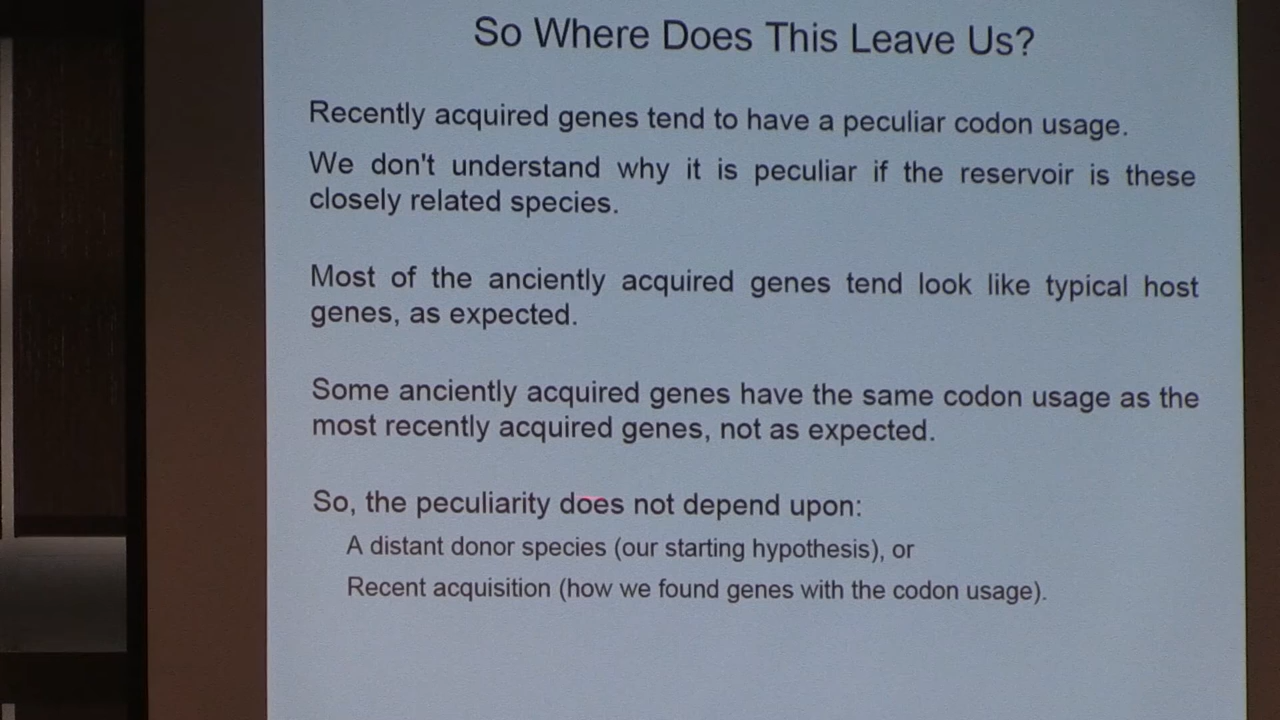 So Where Does This Leave Us?
Recently acquired genes tend to have a peculiar codon usage.
We don't understand why it is peculiar if the reservoir is these
closely related species.
Most of the anciently acquired genes tend look like typical host
genes, as expected.
Some anciently acquired genes have the same codon usage as the
most recently acquired genes, not as expected.
So, the peculiarity does not depend upon:
A distant donor species (our starting hypothesis), or
Recent acquisition (how we found genes with the codon usage).